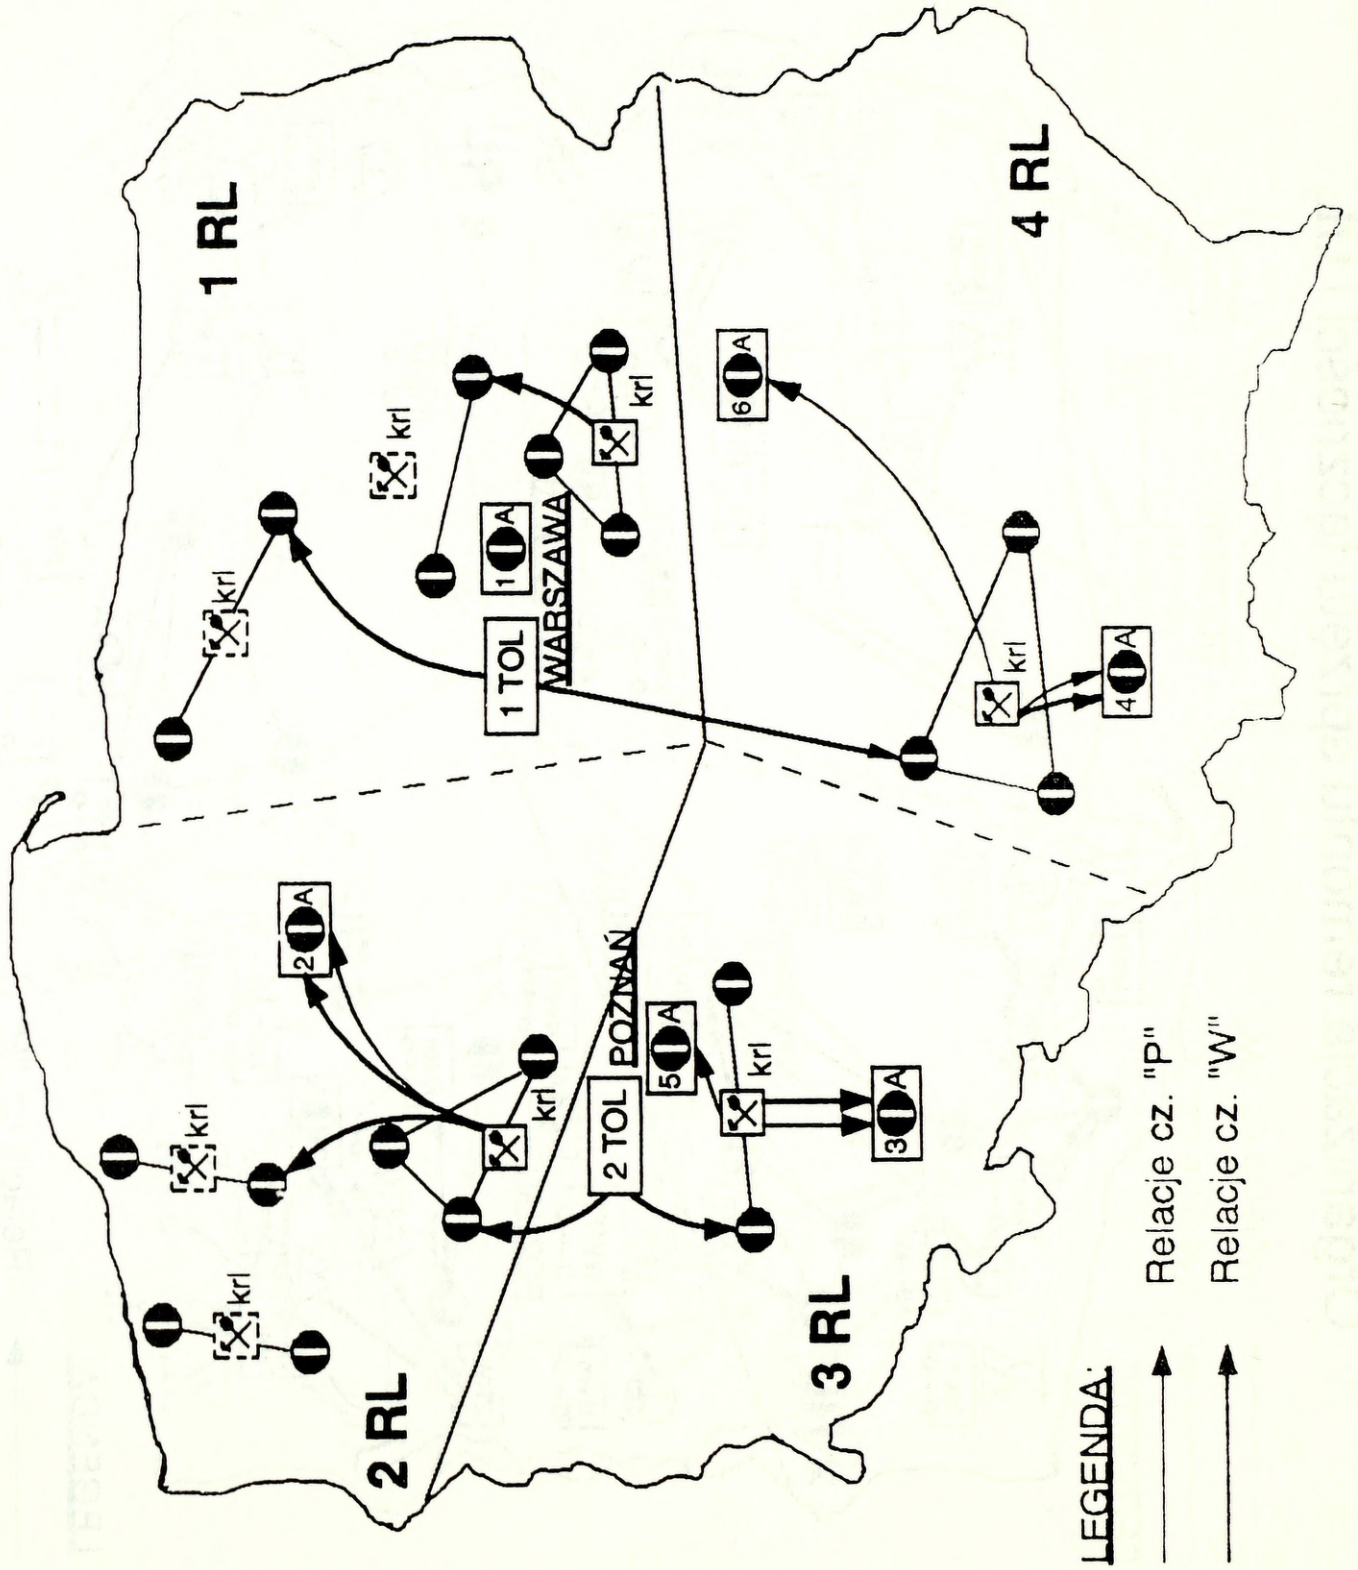 1 RL
krl
krl
1 A
1 TOL
WARSZAWA
krl
2 RL
krl
krl
2 A
krl
2 TOL
POZNAŃ
3 RL
5 A
krl
3 A
4 RL
6 A
krl
4 A
LEGENDA:
Relacje cz. "P"
Relacje cz. "W"